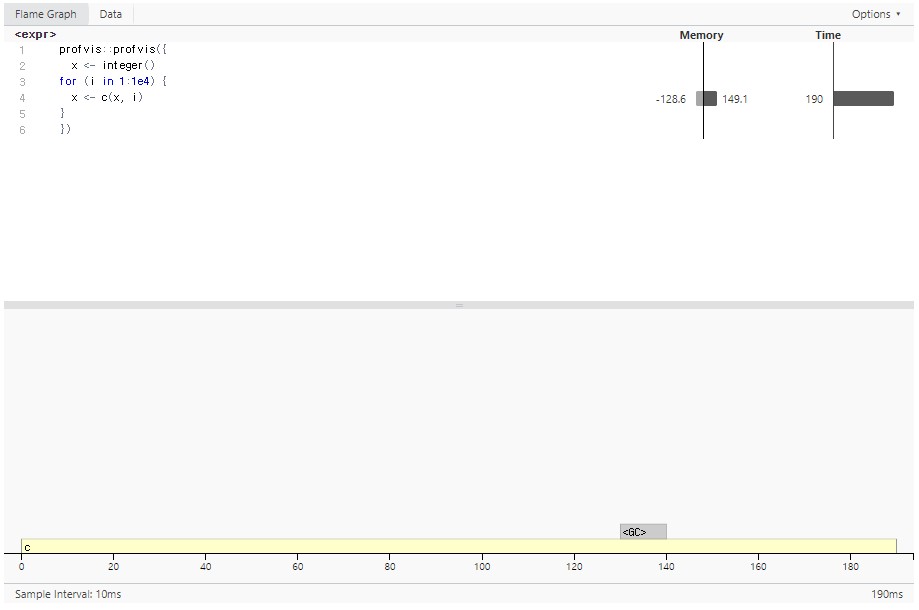 Flame Graph Data Options ▾
<expr> Memory Time
1 profvis::profvis({
2 x <- integer()
3 for (i in 1:1e4) {
4 x <- c(x, i) -128.6 149.1 190
5 }
6 })
<GC>
c
0 20 40 60 80 100 120 140 160 180
Sample Interval: 10ms 190ms